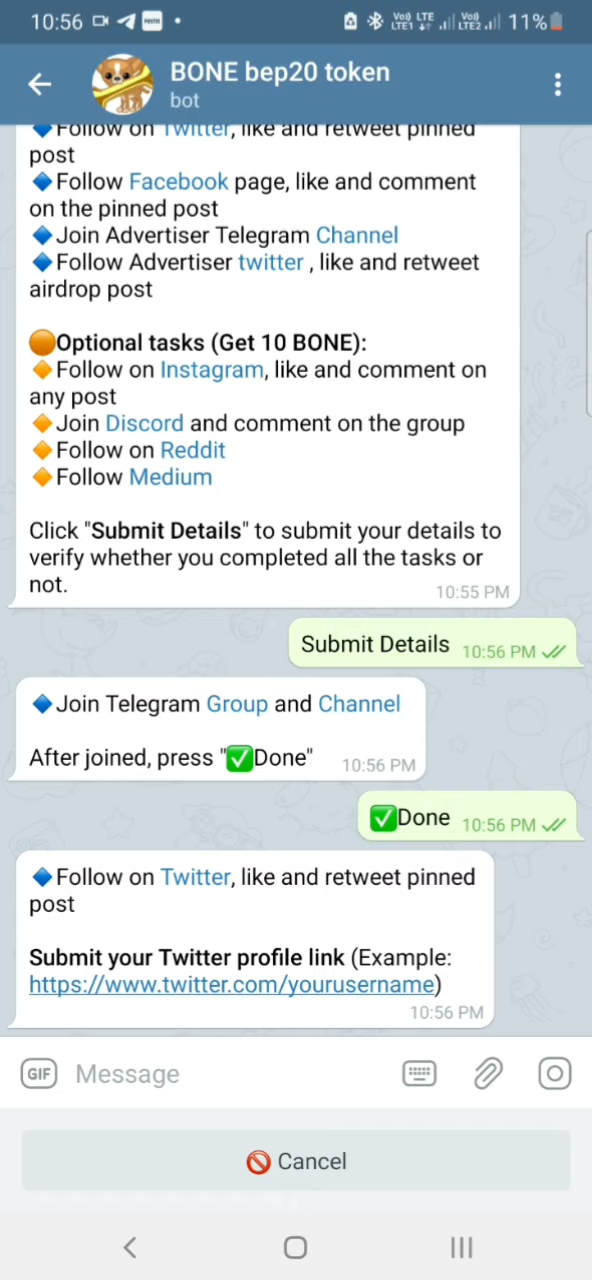 10:56
Vo)) LTE Vo))
LTE1 LTE2 11%
BONE bep20 token
bot
Follow on Twitter, like and retweet pinned
post
🔷Follow Facebook page, like and comment
on the pinned post
🔷Join Advertiser Telegram Channel
🔷Follow Advertiser twitter , like and retweet
airdrop post
🟠Optional tasks (Get 10 BONE):
🔶Follow on Instagram, like and comment on
any post
🔶Join Discord and comment on the group
🔶Follow on Reddit
🔶Follow Medium
Click "Submit Details" to submit your details to
verify whether you completed all the tasks or
not.
10:55 PM
Submit Details 10:56 PM
🔷Join Telegram Group and Channel
After joined, press "✅Done" 10:56 PM
✅Done 10:56 PM
🔷Follow on Twitter, like and retweet pinned
post
Submit your Twitter profile link (Example:
https://www.twitter.com/yourusername)
10:56 PM
GIF Message
🚫 Cancel